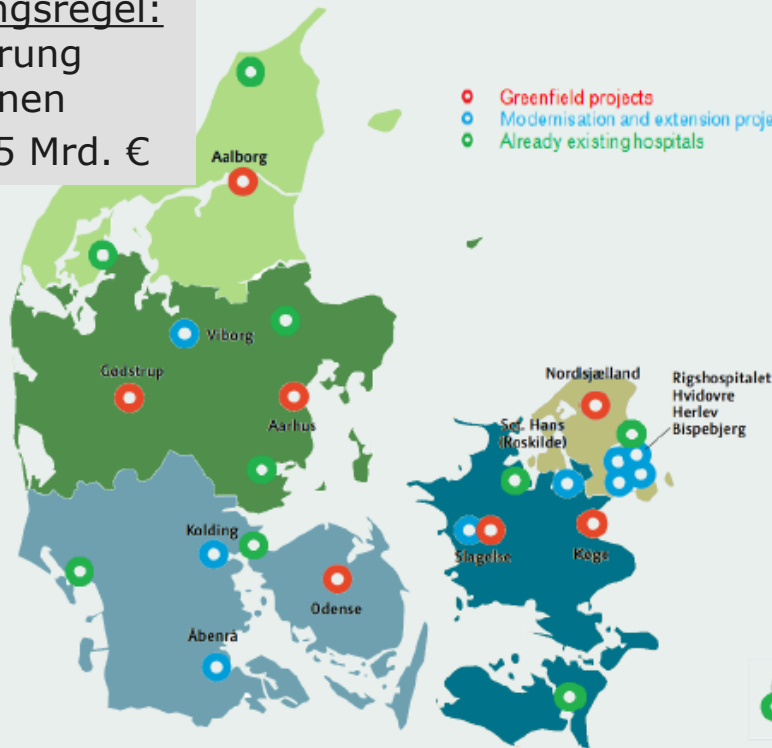 ngsregel:
rung
nen
5 Mrd. €
Greenfield projects
Modernisation and extension proje
Already existing hospitals
Aalborg
Viborg
Gødstrup
Aarhus
Nordsjælland
Rigshospitalet
Hvidovre
Herlev
Bispebjerg
Sct. Hans
(Roskilde)
Kolding
Slagelse
Køge
Odense
Åbenrå